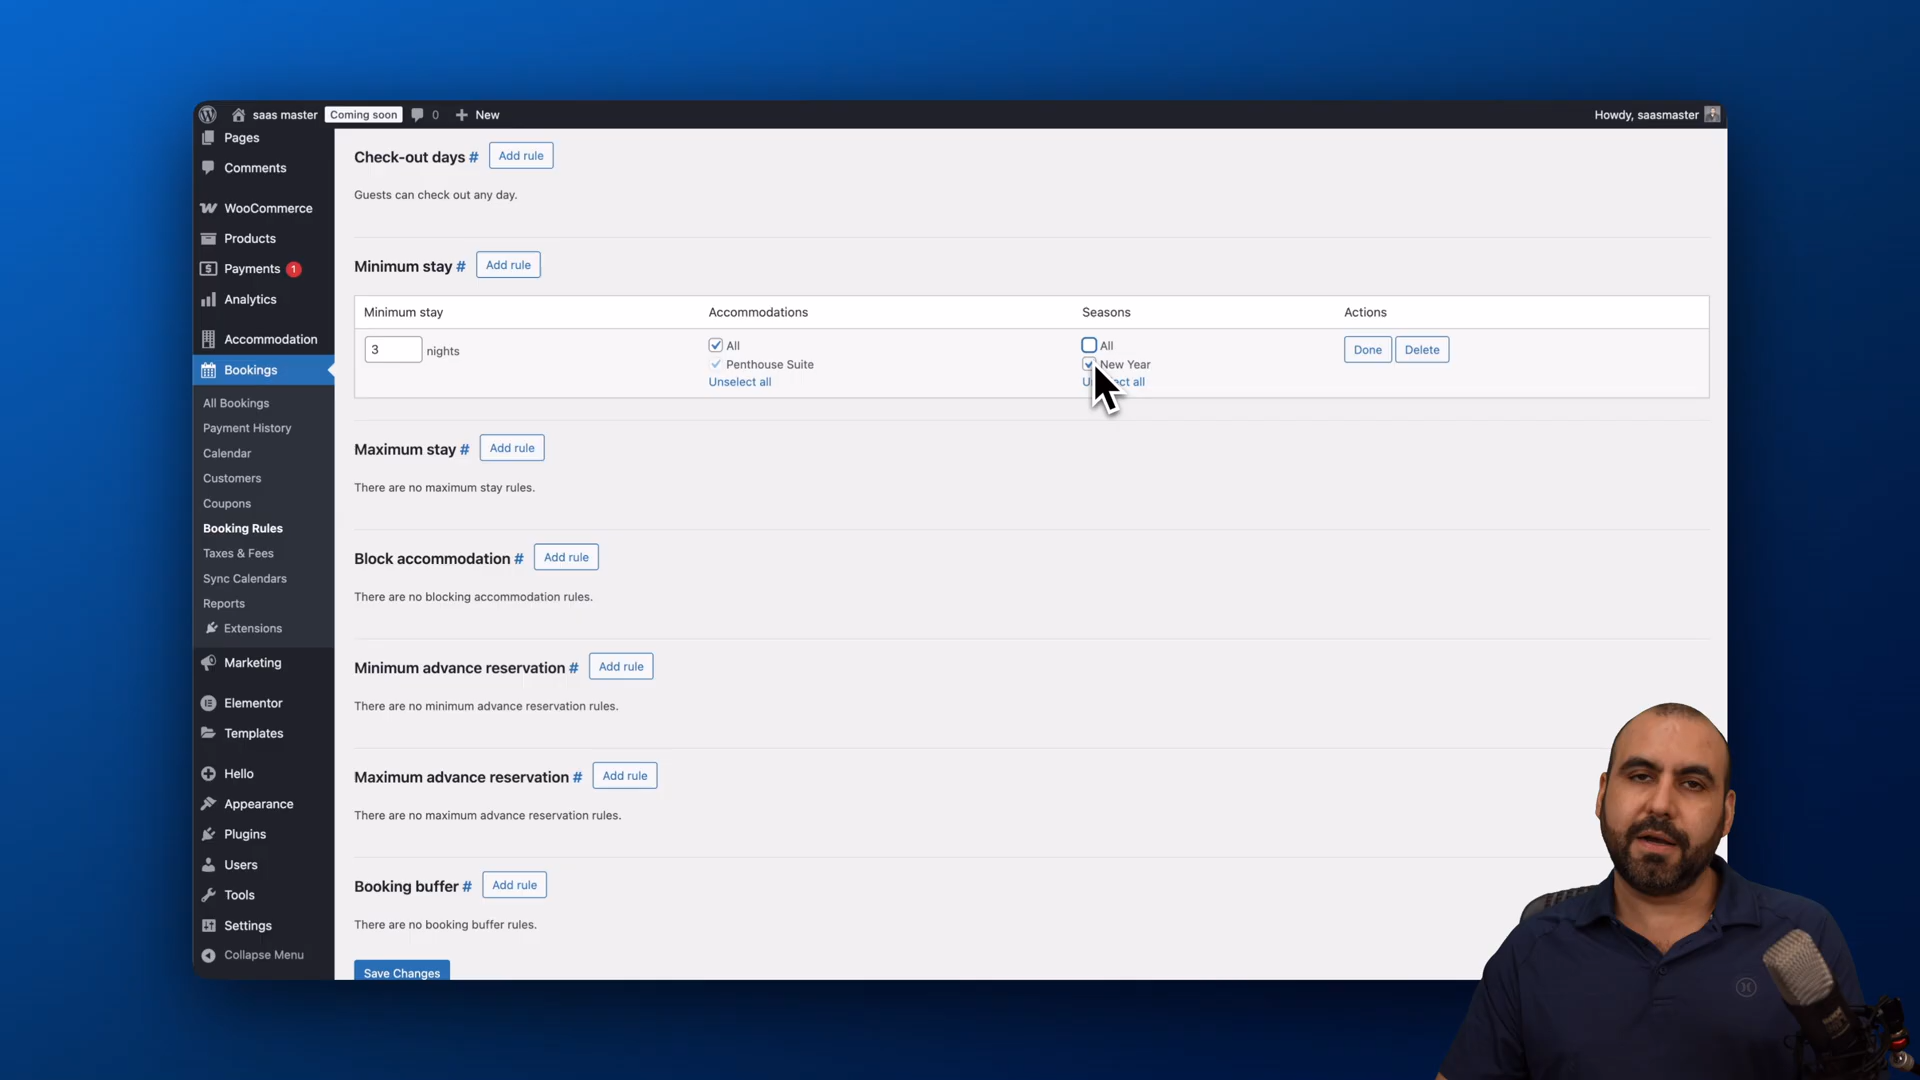 saas master Coming soon 0 New Howdy, saasmaster
Pages
Comments
WooCommerce
Products
Payments 1
Analytics
Accommodation
Bookings
All Bookings
Payment History
Calendar
Customers
Coupons
Booking Rules
Taxes & Fees
Sync Calendars
Reports
Extensions
Marketing
Elementor
Templates
Hello
Appearance
Plugins
Users
Tools
Settings
Collapse Menu
Check-out days # Add rule
Guests can check out any day.
Minimum stay # Add rule
Minimum stay Accommodations Seasons Actions
3 nights All All Done Delete
Penthouse Suite New Year
Unselect all all
Maximum stay # Add rule
There are no maximum stay rules.
Block accommodation # Add rule
There are no blocking accommodation rules.
Minimum advance reservation # Add rule
There are no minimum advance reservation rules.
Maximum advance reservation # Add rule
There are no maximum advance reservation rules.
Booking buffer # Add rule
There are no booking buffer rules.
Save Changes